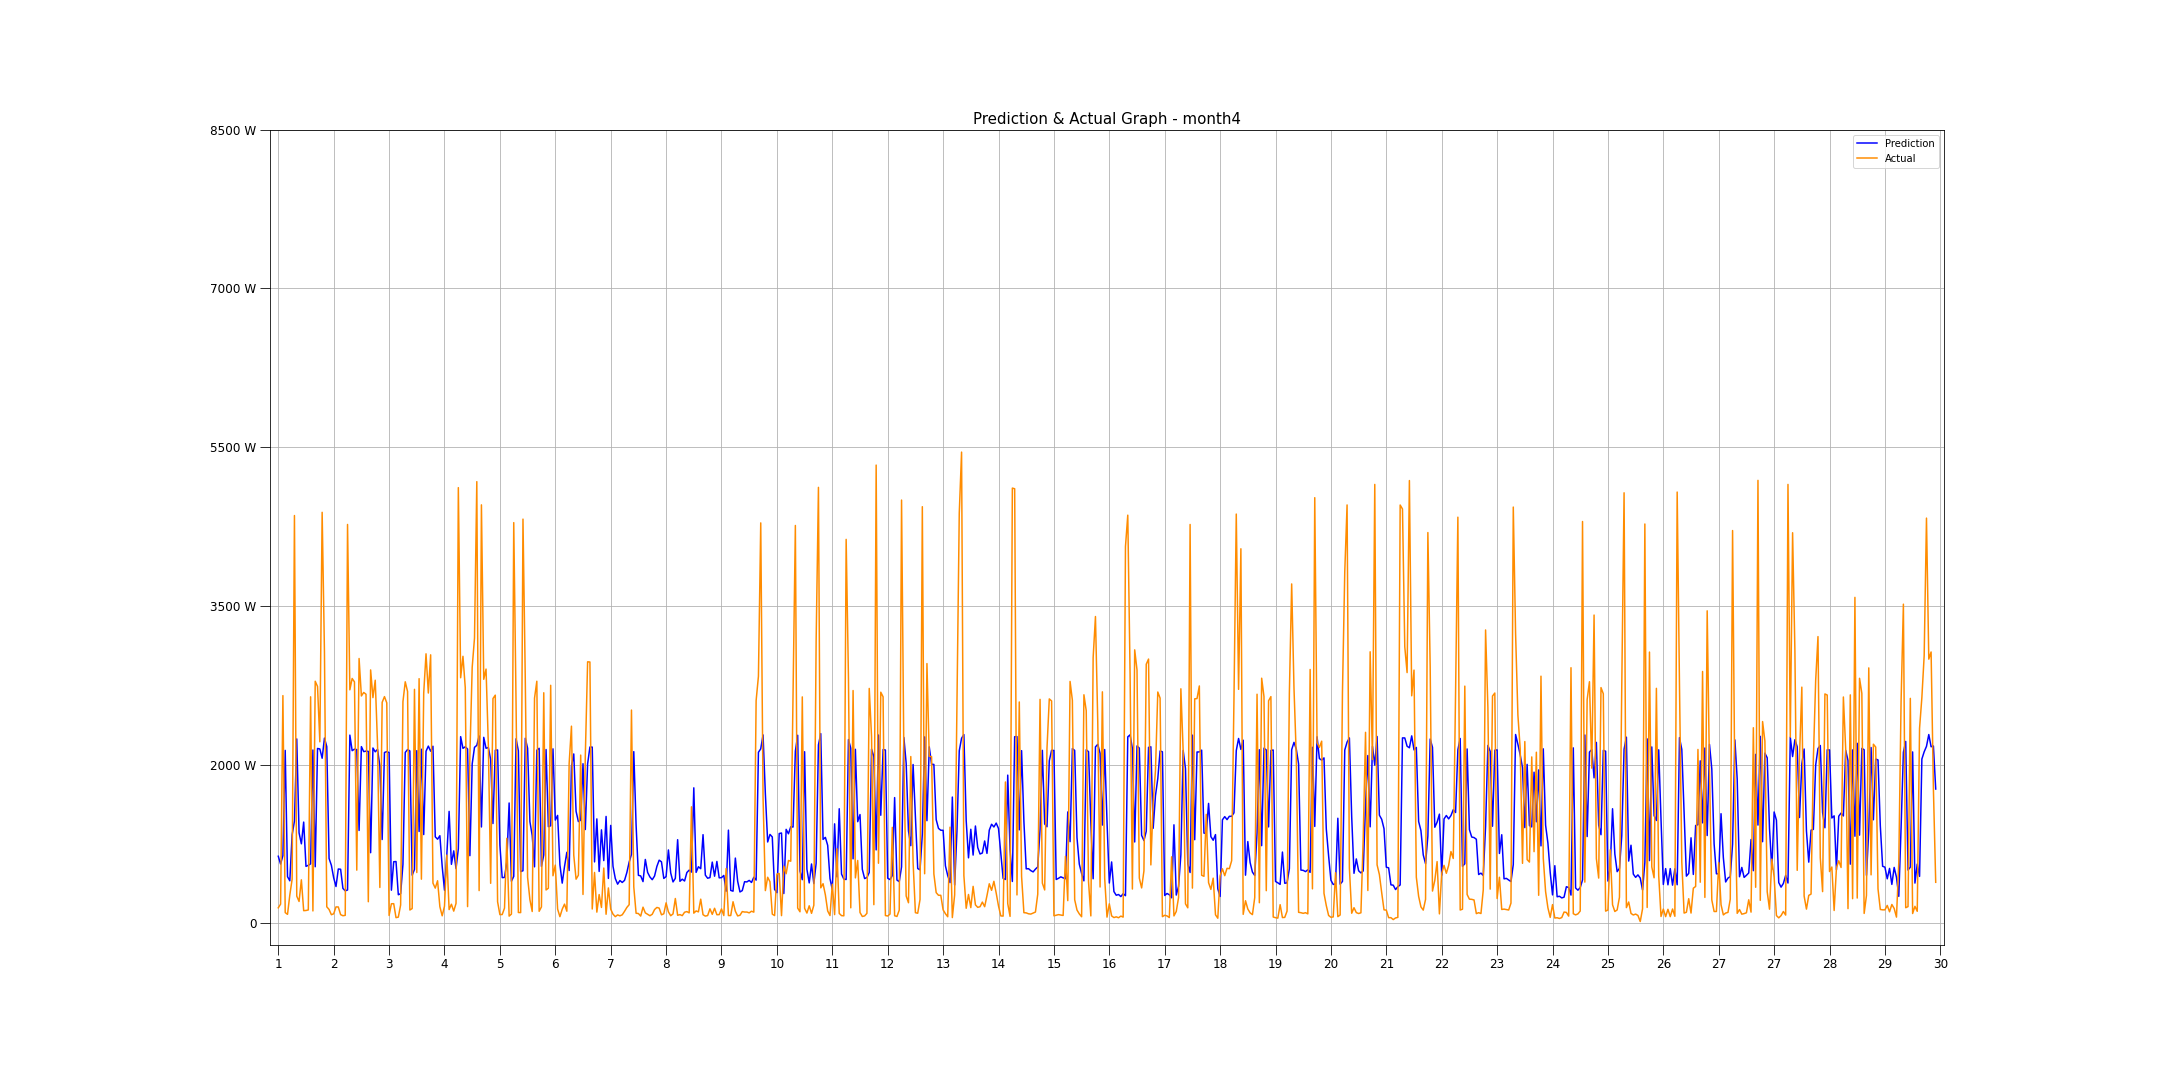 Prediction & Actual Graph - month4
8500 W
7000 W
5500 W
3500 W
2000 W
0
Prediction
Actual
1 2 3 4 5 6 7 8 9 10 11 12 13 14 15 16 17 18 19 20 21 22 23 24 25 26 27 27 28 29 30